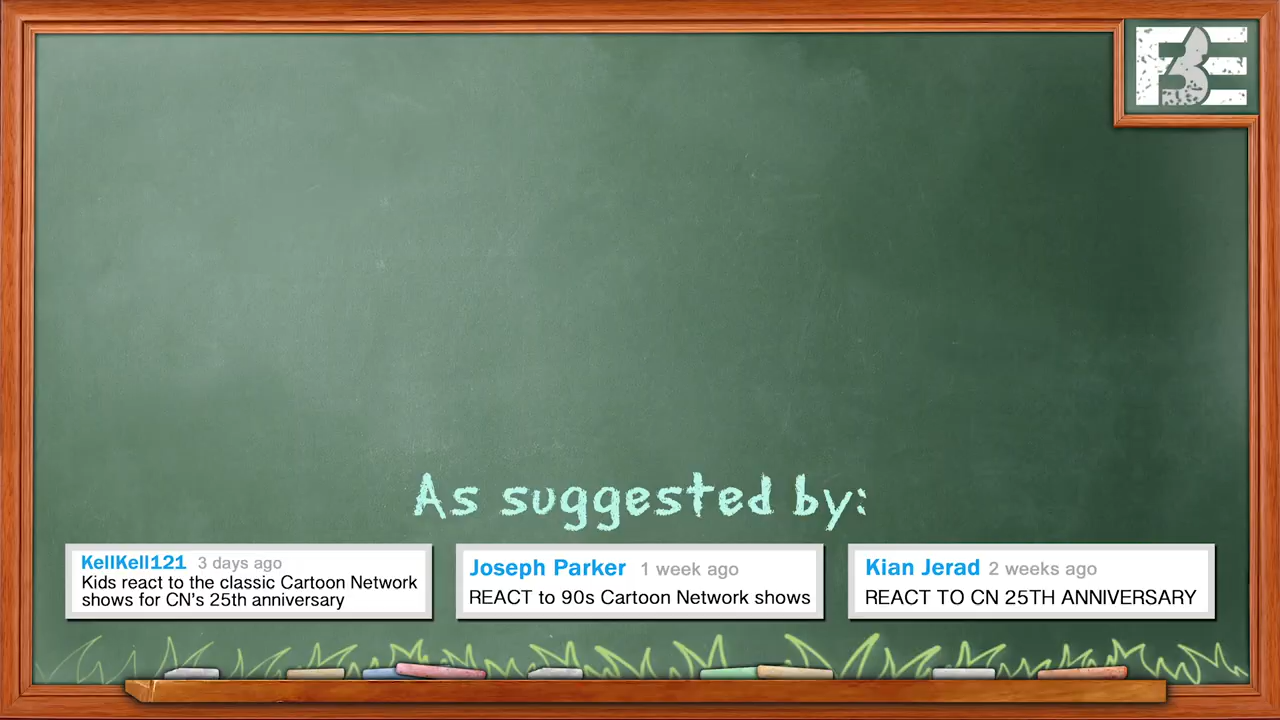 FBE
As suggested by:
KellKell121 3 days ago
Kids react to the classic Cartoon Network
shows for CN's 25th anniversary
Joseph Parker 1 week ago
REACT to 90s Cartoon Network shows
Kian Jerad 2 weeks ago
REACT TO CN 25TH ANNIVERSARY